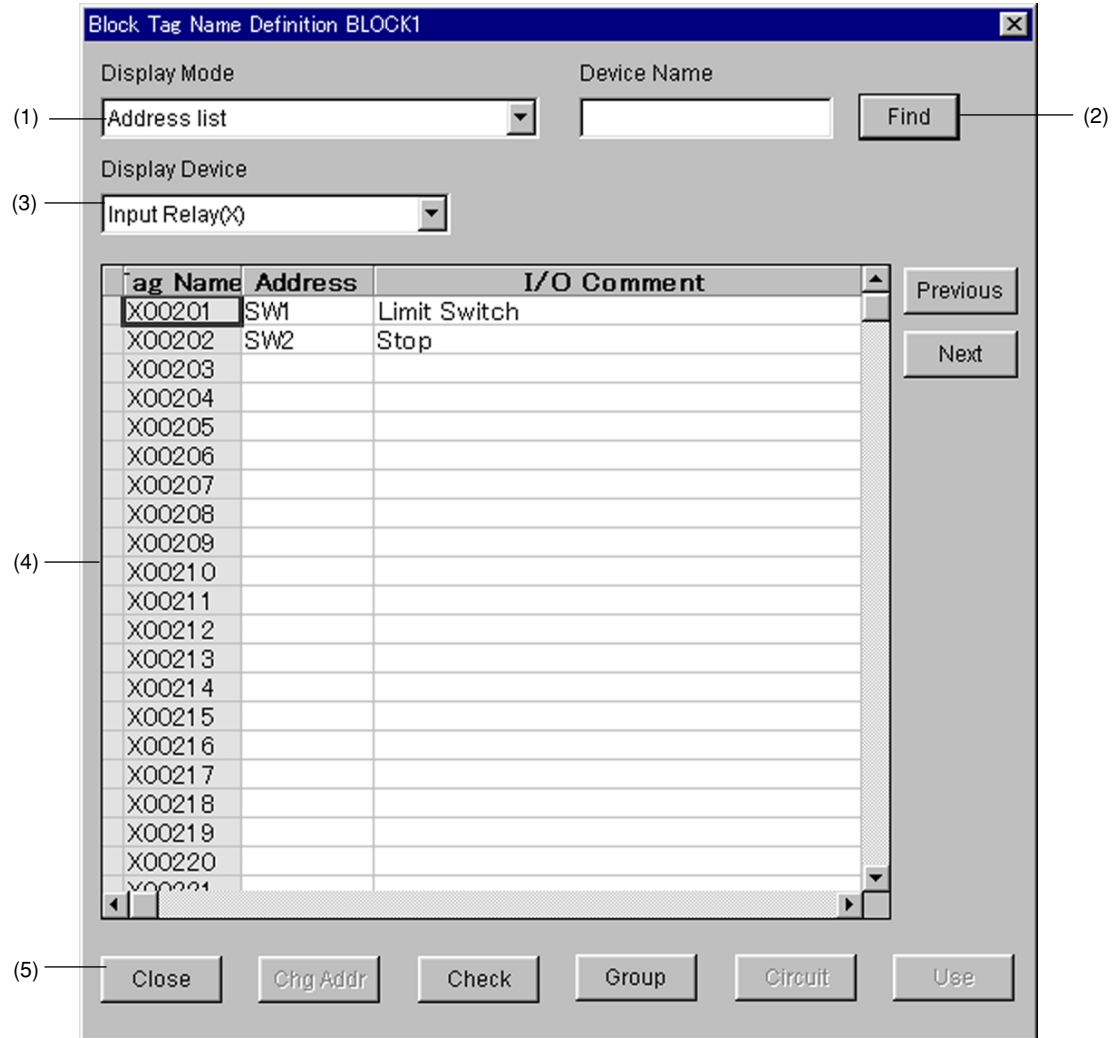 Block Tag Name Definition BLOCK1
Display Mode Device Name
(1) Address list Find (2)
Display Device
(3) Input Relay(X)
Tag Name Address I/O Comment
Previous
X00201 SW1 Limit Switch
X00202 SW2 Stop
Next
X00203
X00204
X00205
X00206
X00207
X00208
X00209
(4)
X00210
X00211
X00212
X00213
X00214
X00215
X00216
X00217
X00218
X00219
X00220
X00221
(5) Close Chg Addr Check Group Circuit Use